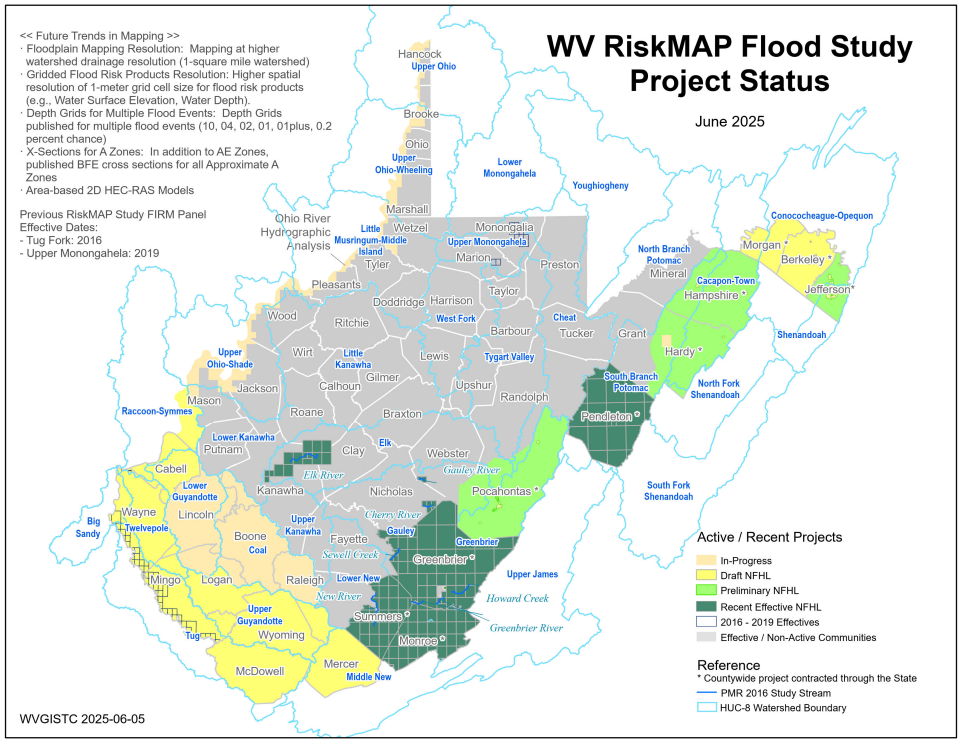 WV RiskMAP Flood Study
Project Status
June 2025
<< Future Trends in Mapping >>
· Floodplain Mapping Resolution:  Mapping at higher
watershed drainage resolution (1-square mile watershed)
· Gridded Flood Risk Products Resolution: Higher spatial
resolution of 1-meter grid cell size for flood risk products
(e.g., Water Surface Elevation, Water Depth).
· Depth Grids for Multiple Flood Events:  Depth Grids
published for multiple flood events (10, 04, 02, 01, 01plus, 0.2
percent chance)
· X-Sections for A Zones:  In addition to AE Zones,
published BFE cross sections for all Approximate A
Zones
· Area-based 2D HEC-RAS Models
Previous RiskMAP Study FIRM Panel
Effective Dates:
- Tug Fork: 2016
- Upper Monongahela: 2019
Hancock
Upper Ohio
Brooke
Ohio
Upper
Ohio-Wheeling
Lower
Monongahela
Youghiogheny
Marshall
Ohio River
Hydrographic
Analysis
Little
Musringum-Middle
Island
Wetzel
Monongalia
Upper Monongahela
Marion
Preston
Tyler
Pleasants
North Branch
Potomac
Mineral
Conococheague-Opequon
Morgan *
Berkeley *
Jefferson*
Cacapon-Town
Hampshire *
Shenandoah
Doddridge
Harrison
Taylor
Wood
Ritchie
West Fork
Barbour
Cheat
Tucker
Grant
Hardy *
Wirt
Little
Kanawha
Lewis
Tygart Valley
Upper
Ohio-Shade
Gilmer
Calhoun
Upshur
Randolph
South Branch
Potomac
North Fork
Shenandoah
Jackson
Mason
Raccoon-Symmes
Roane
Braxton
Pendleton *
Lower Kanawha
Putnam
Clay
Elk
Webster
Cabell
Elk River
Gauley River
Lower
Guyandotte
Kanawha
Nicholas
Pocahontas *
South Fork
Shenandoah
Big
Sandy
Wayne
Twelvepole
Lincoln
Upper
Kanawha
Cherry River
Gauley
Boone
Coal
Fayette
Greenbrier
Sewell Creek
Greenbrier *
Mingo
Logan
Raleigh
Lower New
Upper James
New River
Howard Creek
Upper
Guyandotte
Summers *
Greenbrier River
Tug
Wyoming
Monroe *
McDowell
Mercer
Middle New
Active / Recent Projects
In-Progress
Draft NFHL
Preliminary NFHL
Recent Effective NFHL
2016 - 2019 Effectives
Effective / Non-Active Communities
Reference
* Countywide project contracted through the State
PMR 2016 Study Stream
HUC-8 Watershed Boundary
WVGISTC 2025-06-05